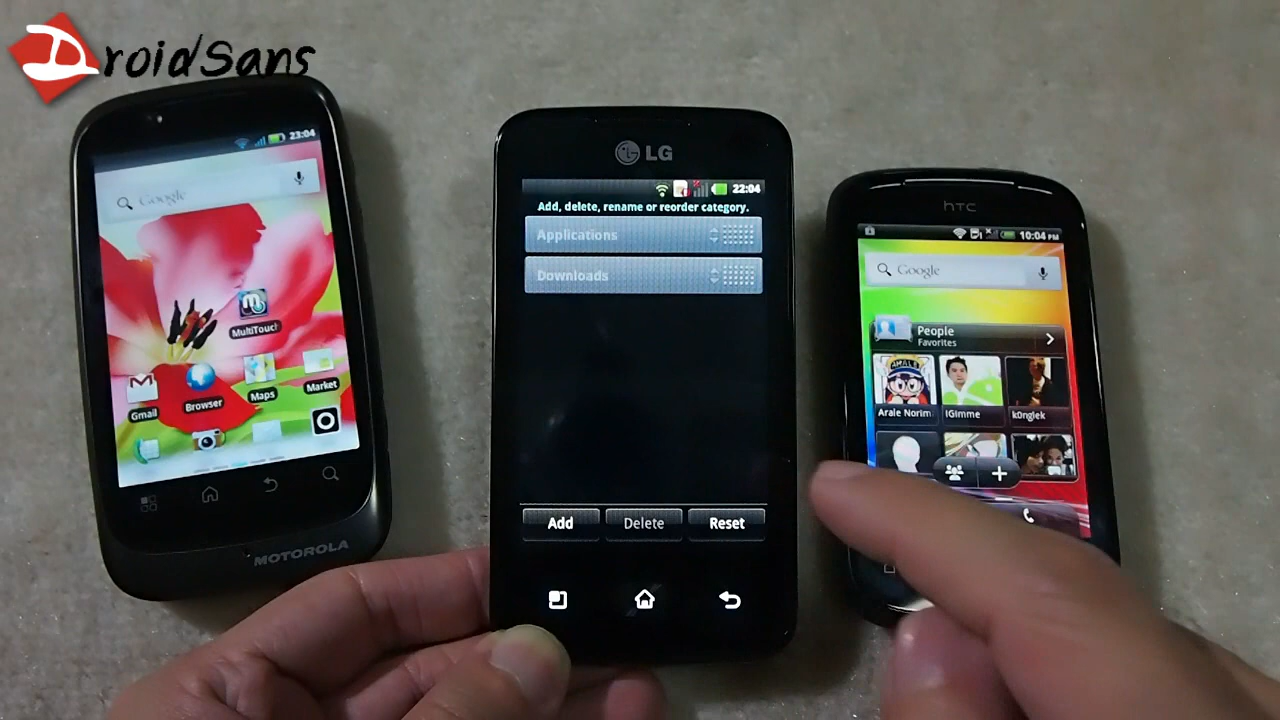 DroidSans
23:04
Google
MultiTouch
Gmail
Browser
Maps
Market
MOTOROLA
LG
22:04
Add, delete, rename or reorder category.
Applications
Downloads
Add
Delete
Reset
hTC
10:04 PM
Google
People
Favorites
Arale Norim
IGimme
k0nglek